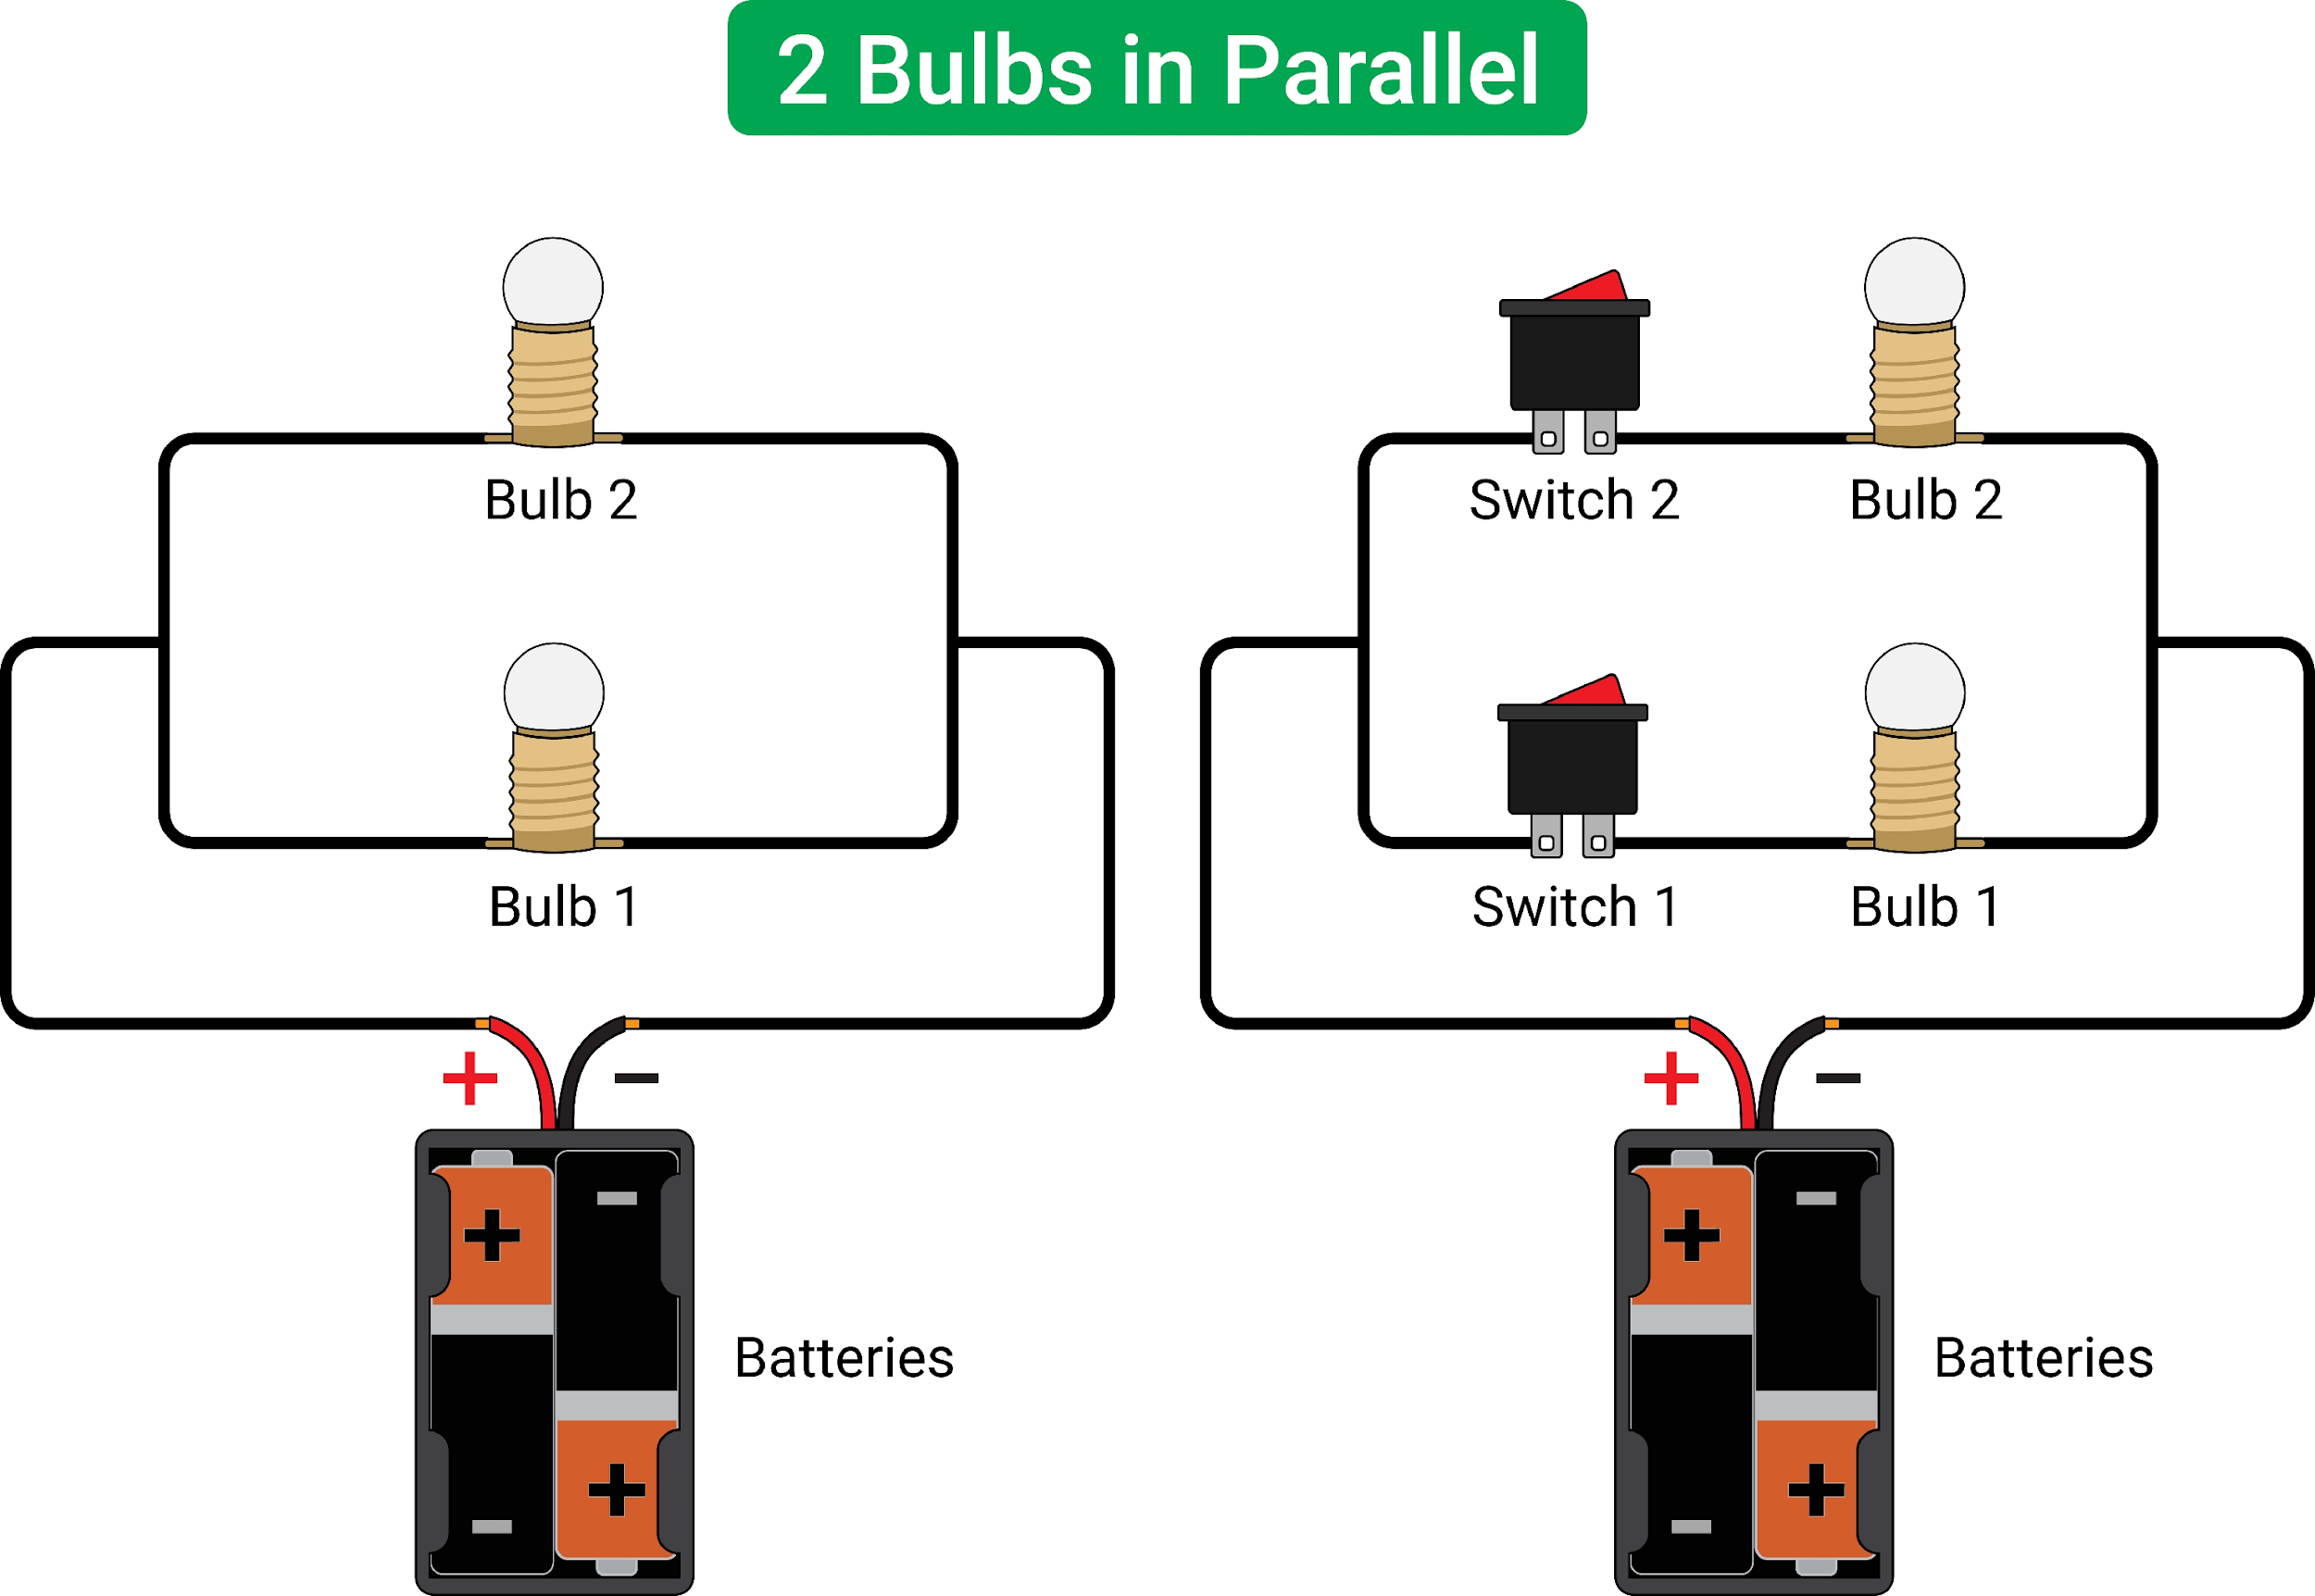 2 Bulbs in Parallel
Bulb 2
Bulb 1
+ −
+ −
− +
Batteries
Switch 2 Bulb 2
Switch 1 Bulb 1
+ −
+ −
− +
Batteries